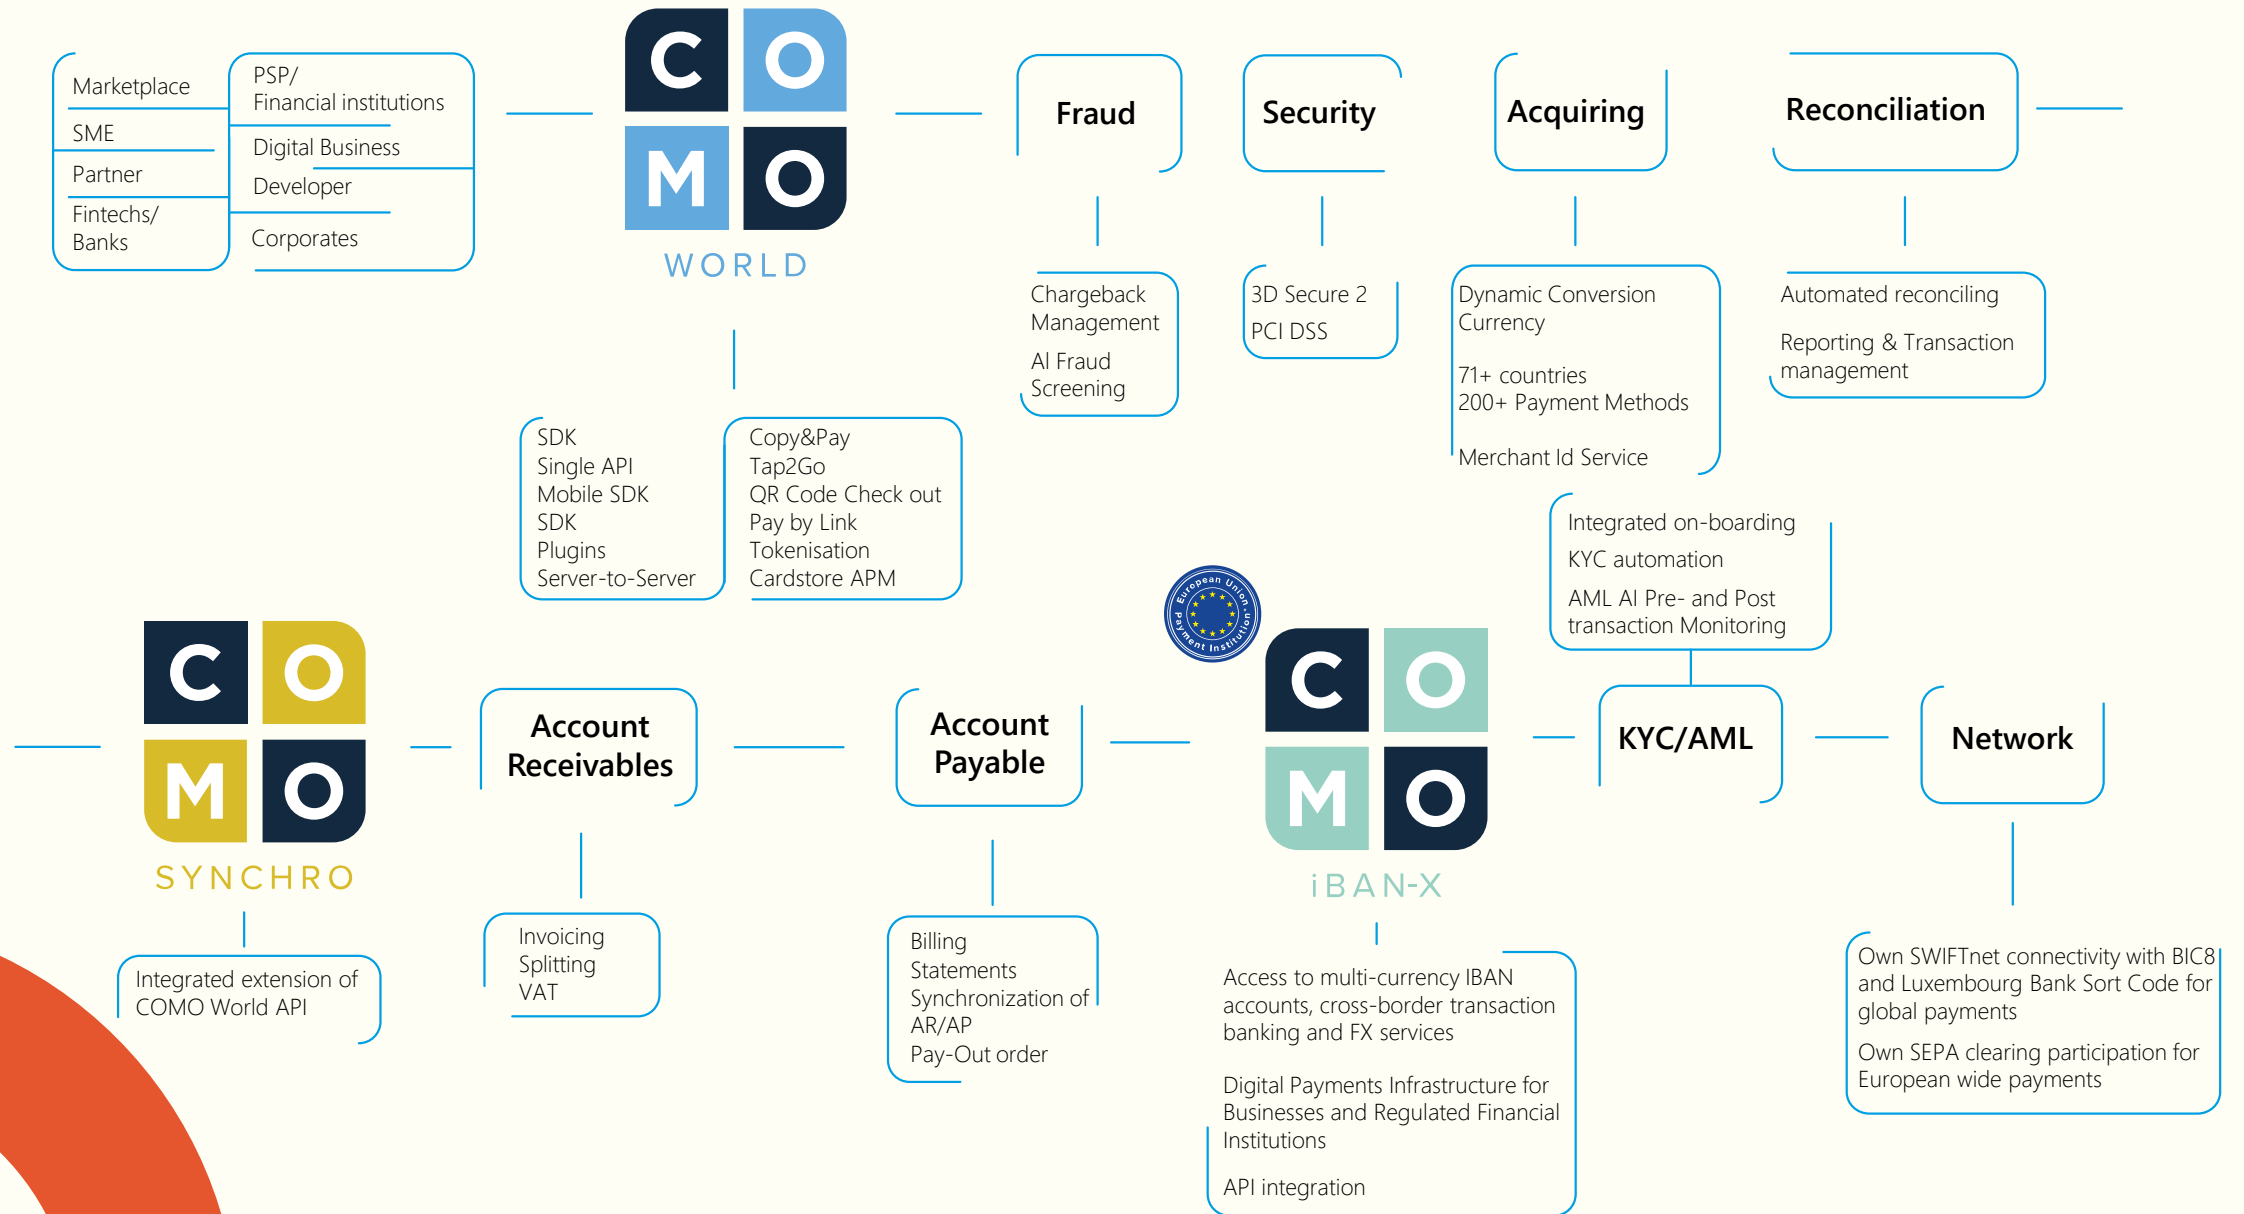 Marketplace
SME
Partner
Fintechs/
Banks
PSP/
Financial institutions
Digital Business
Developer
Corporates
C O
M O
WORLD
Fraud
Security
Acquiring
Reconciliation
Chargeback
Management
AI Fraud
Screening
3D Secure 2
PCI DSS
Dynamic Conversion
Currency
71+ countries
200+ Payment Methods
Merchant Id Service
Automated reconciling
Reporting & Transaction
management
SDK
Single API
Mobile SDK
SDK
Plugins
Server-to-Server
Copy&Pay
Tap2Go
QR Code Check out
Pay by Link
Tokenisation
Cardstore APM
Integrated on-boarding
KYC automation
AML AI Pre- and Post
transaction Monitoring
European Union
Payment Institution
C O
M O
SYNCHRO
Account
Receivables
Account
Payable
C O
M O
iBAN-X
KYC/AML
Network
Integrated extension of
COMO World API
Invoicing
Splitting
VAT
Billing
Statements
Synchronization of
AR/AP
Pay-Out order
Access to multi-currency IBAN
accounts, cross-border transaction
banking and FX services
Digital Payments Infrastructure for
Businesses and Regulated Financial
Institutions
API integration
Own SWIFTnet connectivity with BIC8
and Luxembourg Bank Sort Code for
global payments
Own SEPA clearing participation for
European wide payments